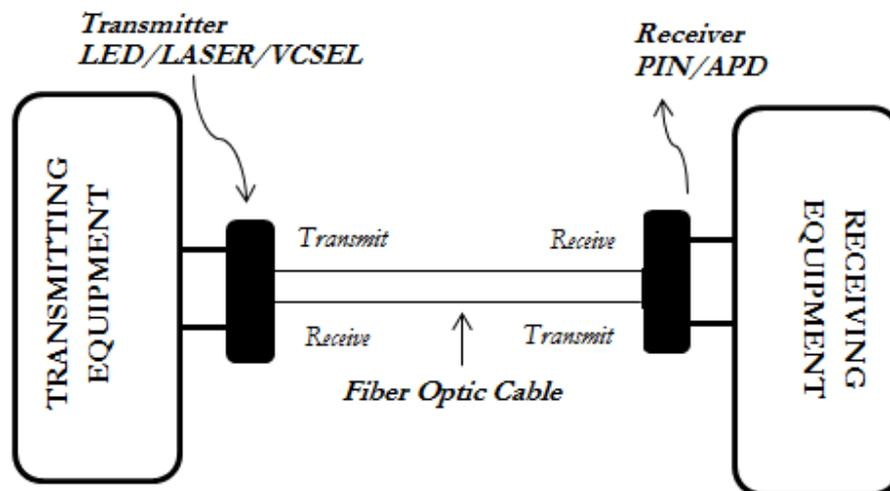 Transmitter
LED/LASER/VCSEL
Receiver
PIN/APD
TRANSMITTING
EQUIPMENT
Transmit
Receive
Receive
Transmit
Fiber Optic Cable
RECEIVING
EQUIPMENT